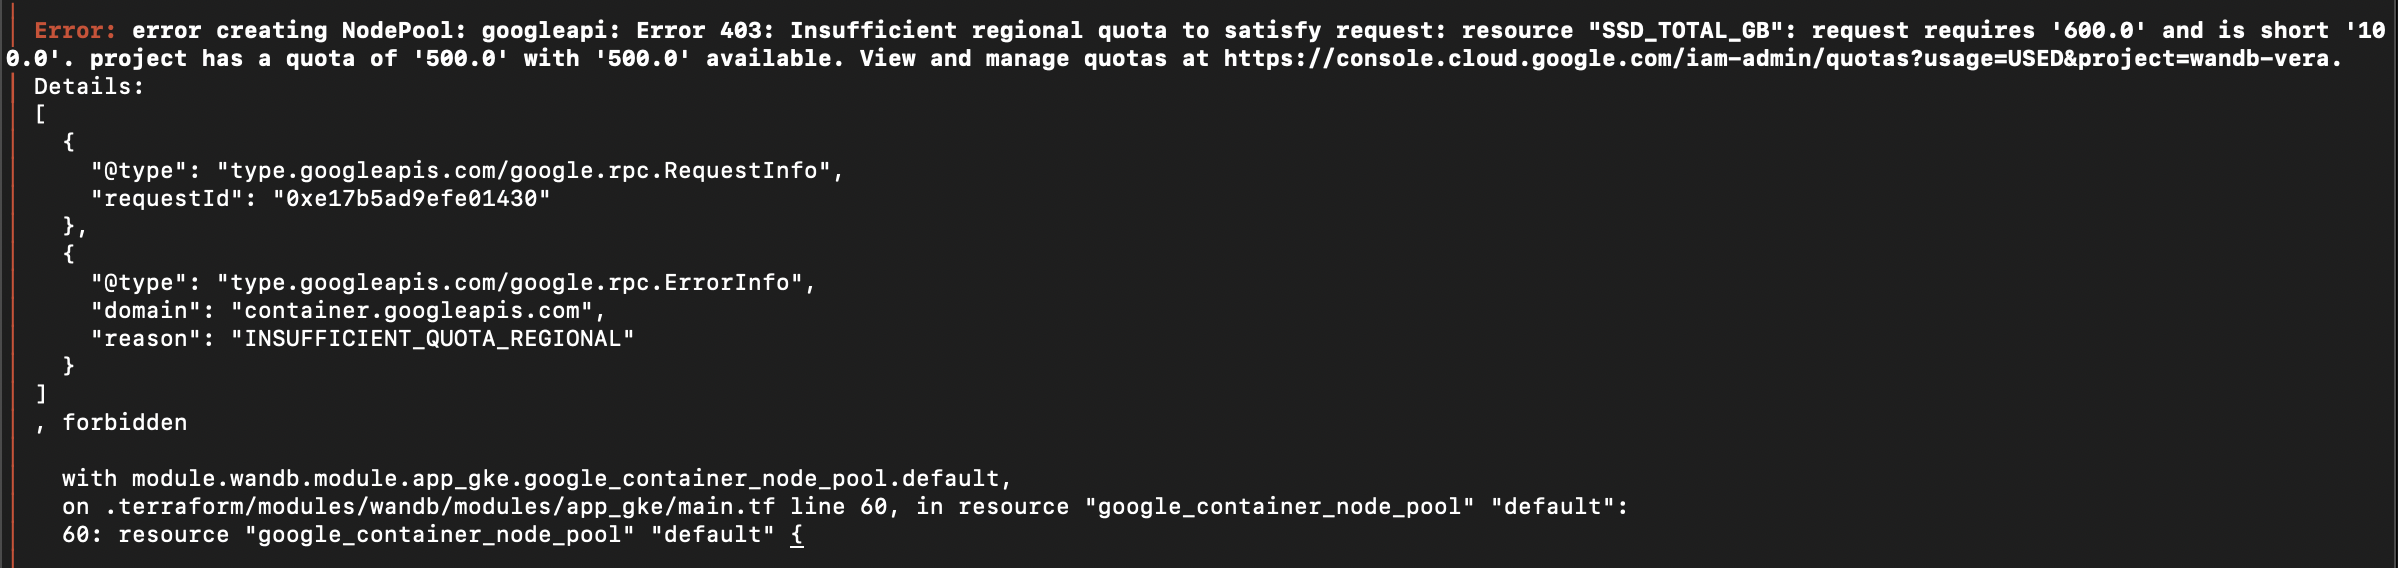 Error: error creating NodePool: googleapi: Error 403: Insufficient regional quota to satisfy request: resource "SSD_TOTAL_GB": request requires '600.0' and is short '10
0.0'. project has a quota of '500.0' with '500.0' available. View and manage quotas at https://console.cloud.google.com/iam-admin/quotas?usage=USED&project=wandb-vera.
Details:
[
  {
    "@type": "type.googleapis.com/google.rpc.RequestInfo",
    "requestId": "0xe17b5ad9efe01430"
  },
  {
    "@type": "type.googleapis.com/google.rpc.ErrorInfo",
    "domain": "container.googleapis.com",
    "reason": "INSUFFICIENT_QUOTA_REGIONAL"
  }
]
, forbidden
  with module.wandb.module.app_gke.google_container_node_pool.default,
  on .terraform/modules/wandb/modules/app_gke/main.tf line 60, in resource "google_container_node_pool" "default":
  60: resource "google_container_node_pool" "default" {